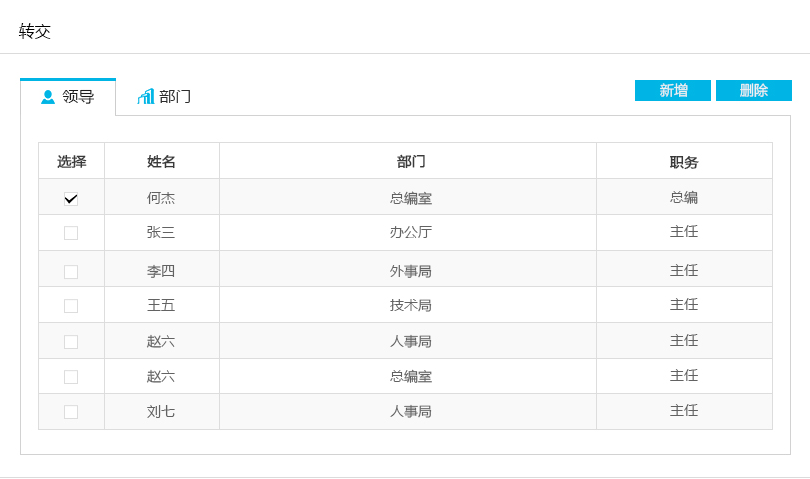 转交
领导 部门 新增 删除
选择 姓名 部门 职务
何杰 总编室 总编
张三 办公厅 主任
李四 外事局 主任
王五 技术局 主任
赵六 人事局 主任
赵六 总编室 主任
刘七 人事局 主任